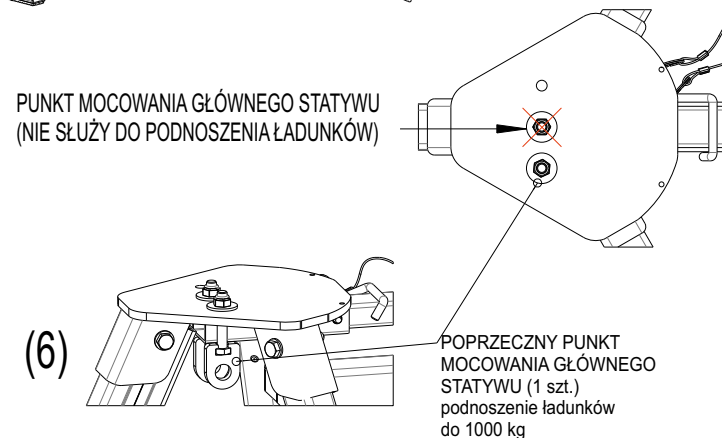 PUNKT MOCOWANIA GŁÓWNEGO STATYWU
(NIE SŁUŻY DO PODNOSZENIA ŁADUNKÓW)
(6)
POPRZECZNY PUNKT
MOCOWANIA GŁÓWNEGO
STATYWU (1 szt.)
podnoszenie ładunków
do 1000 kg